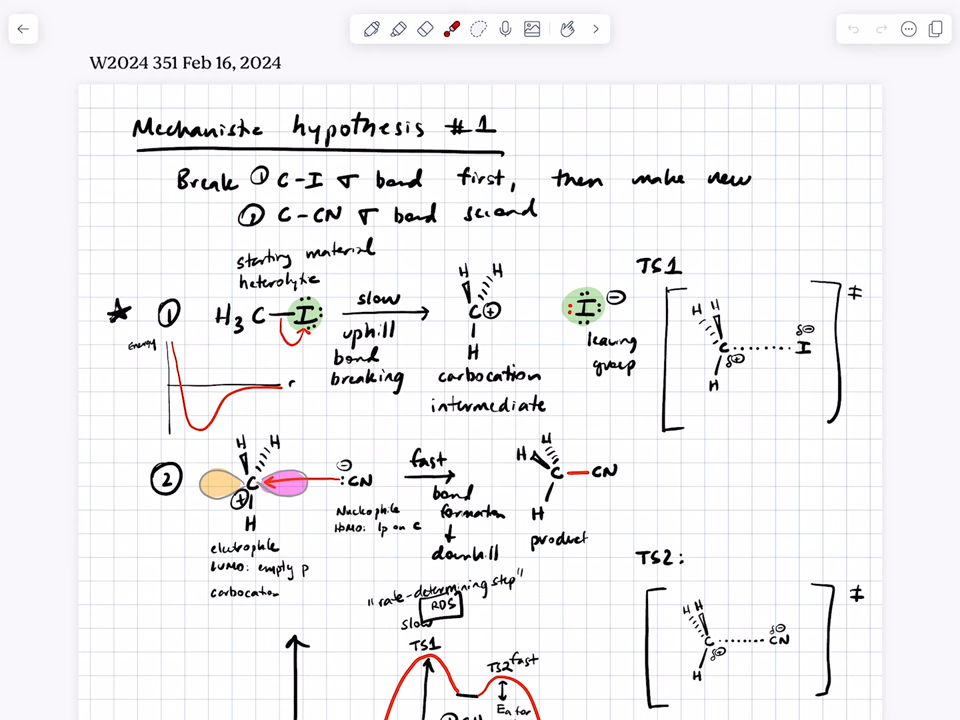 W2024 351 Feb 16, 2024
Mechanistic hypothesis #1
Break ① C-I σ bond first, then make new
② C-CN σ bond second
starting material
heterolytic
① H₃C-I
slow
uphill
bond
breaking
H H
C ⊕
H
carbocation
intermediate
I ⊖
leaving
group
TS1
H H
C δ⊕ I δ⊖
H
‡
Energy
r
② H H
C ⊕
H
electrophile
LUMO: empty p
carbocation
⊖
:CN
Nucleophile
HOMO: lp on C
fast
bond
formation
downhill
H
H C - CN
H
product
TS2:
H H
C δ⊕ CN δ⊖
H
‡
"rate-determining step"
RDS
slow
TS1
TS2 fast
Ea for